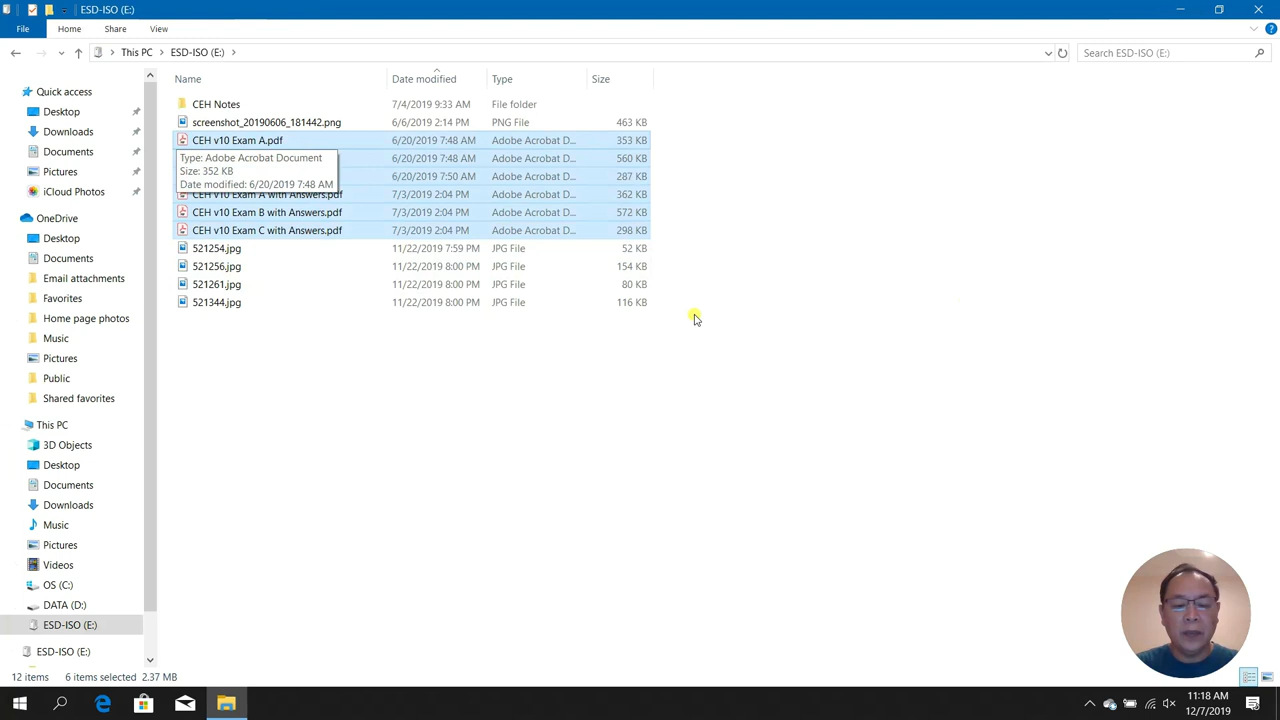 ESD-ISO (E:)
File
Home
Share
View
This PC
ESD-ISO (E:)
Search ESD-ISO (E:)
Name
Date modified
Type
Size
CEH Notes
7/4/2019 9:33 AM
File folder
screenshot_20190606_181442.png
6/6/2019 2:14 PM
PNG File
463 KB
CEH v10 Exam A.pdf
6/20/2019 7:48 AM
Adobe Acrobat D...
353 KB
6/20/2019 7:48 AM
Adobe Acrobat D...
560 KB
6/20/2019 7:50 AM
Adobe Acrobat D...
287 KB
Type: Adobe Acrobat Document
Size: 352 KB
Date modified: 6/20/2019 7:48 AM
CEH v10 Exam A with Answers.pdf
7/3/2019 2:04 PM
Adobe Acrobat D...
362 KB
CEH v10 Exam B with Answers.pdf
7/3/2019 2:04 PM
Adobe Acrobat D...
572 KB
CEH v10 Exam C with Answers.pdf
7/3/2019 2:04 PM
Adobe Acrobat D...
298 KB
521254.jpg
11/22/2019 7:59 PM
JPG File
52 KB
521256.jpg
11/22/2019 8:00 PM
JPG File
154 KB
521261.jpg
11/22/2019 8:00 PM
JPG File
80 KB
521344.jpg
11/22/2019 8:00 PM
JPG File
116 KB
Quick access
Desktop
Downloads
Documents
Pictures
iCloud Photos
OneDrive
Desktop
Documents
Email attachments
Favorites
Home page photos
Music
Pictures
Public
Shared favorites
This PC
3D Objects
Desktop
Documents
Downloads
Music
Pictures
Videos
OS (C:)
DATA (D:)
ESD-ISO (E:)
ESD-ISO (E:)
12 items
6 items selected
2.37 MB
11:18 AM
12/7/2019